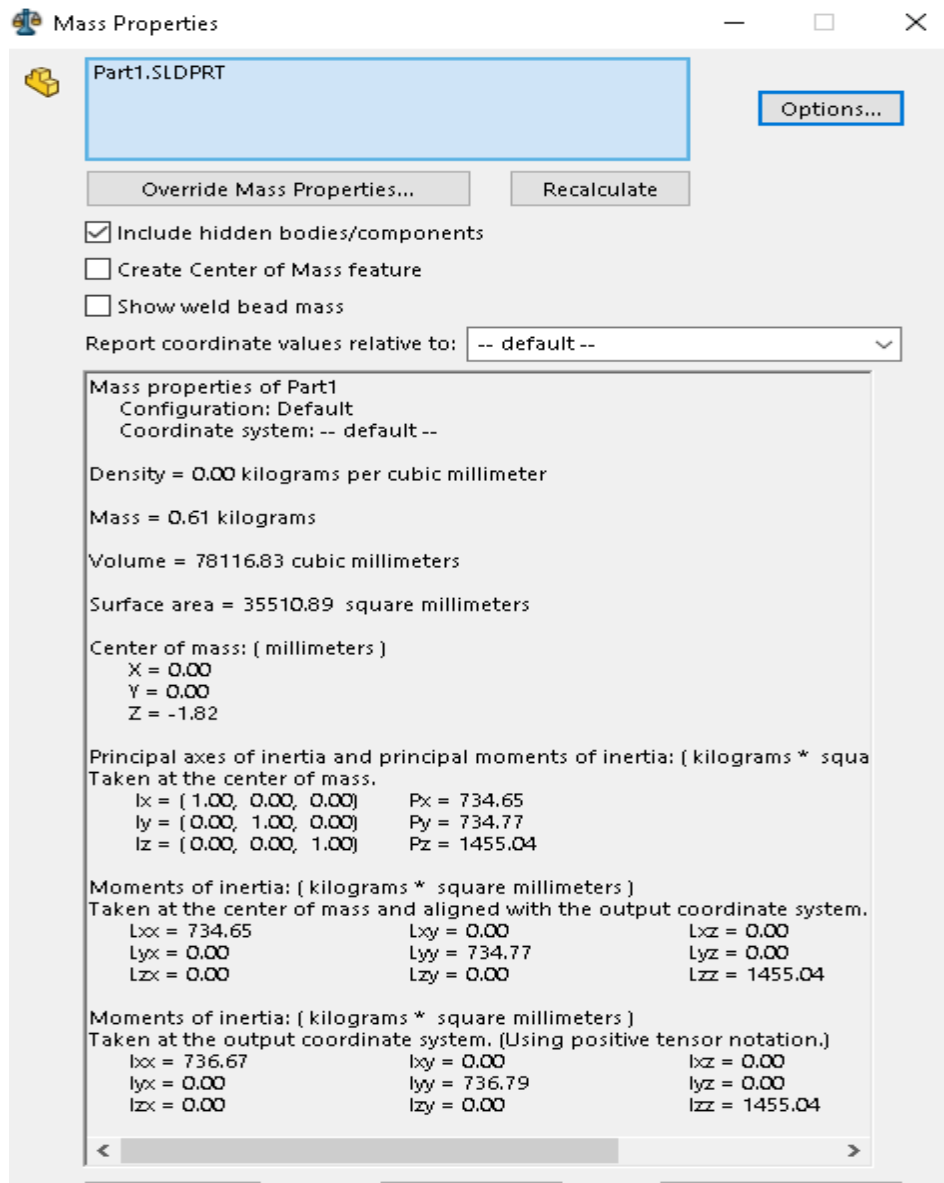 Mass Properties
Part1.SLDPRT
Options...
Override Mass Properties...
Recalculate
Include hidden bodies/components
Create Center of Mass feature
Show weld bead mass
Report coordinate values relative to: -- default --
Mass properties of Part1
Configuration: Default
Coordinate system: -- default --
Density = 0.00 kilograms per cubic millimeter
Mass = 0.61 kilograms
Volume = 78116.83 cubic millimeters
Surface area = 35510.89 square millimeters
Center of mass: ( millimeters )
X = 0.00
Y = 0.00
Z = -1.82
Principal axes of inertia and principal moments of inertia: ( kilograms * squa
Taken at the center of mass.
Ix = ( 1.00, 0.00, 0.00) Px = 734.65
Iy = ( 0.00, 1.00, 0.00) Py = 734.77
Iz = ( 0.00, 0.00, 1.00) Pz = 1455.04
Moments of inertia: ( kilograms * square millimeters )
Taken at the center of mass and aligned with the output coordinate system.
Lxx = 734.65 Lxy = 0.00 Lxz = 0.00
Lyx = 0.00 Lyy = 734.77 Lyz = 0.00
Lzx = 0.00 Lzy = 0.00 Lzz = 1455.04
Moments of inertia: ( kilograms * square millimeters )
Taken at the output coordinate system. (Using positive tensor notation.)
Ixx = 736.67 Ixy = 0.00 Ixz = 0.00
Iyx = 0.00 Iyy = 736.79 Iyz = 0.00
Izx = 0.00 Izy = 0.00 Izz = 1455.04